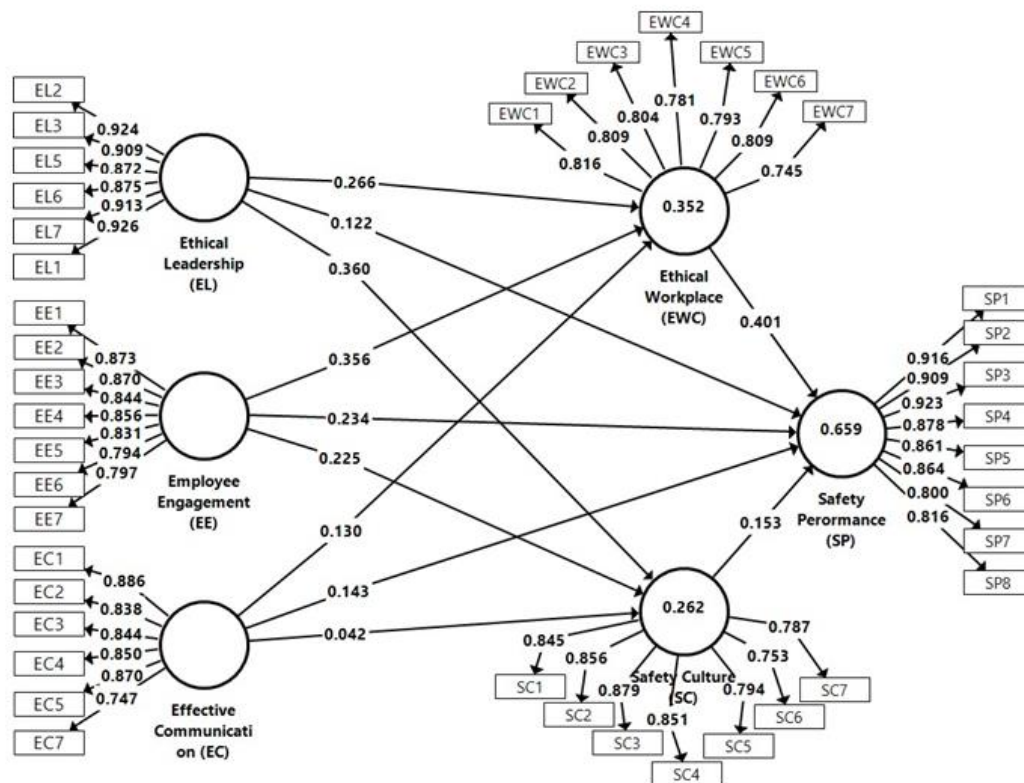 EL2
EL3
EL5
EL6
EL7
EL1
0.924
0.909
0.872
0.875
0.913
0.926
Ethical
Leadership
(EL)
EE1
EE2
EE3
EE4
EE5
EE6
EE7
0.873
0.870
0.844
0.856
0.831
0.794
0.797
Employee
Engagement
(EE)
EC1
EC2
EC3
EC4
EC5
EC7
0.886
0.838
0.844
0.850
0.870
0.747
Effective
Communicati
on (EC)
0.266
0.122
0.360
0.356
0.234
0.225
0.130
0.143
0.042
EWC1
EWC2
EWC3
EWC4
EWC5
EWC6
EWC7
0.816
0.809
0.804
0.781
0.793
0.809
0.745
0.352
Ethical
Workplace
(EWC)
0.401
0.153
0.659
Safety
Perormance
(SP)
SP1
SP2
SP3
SP4
SP5
SP6
SP7
SP8
0.916
0.909
0.923
0.878
0.861
0.864
0.800
0.816
0.262
Safety Culture
(SC)
0.845
0.856
0.879
0.851
0.794
0.753
0.787
SC1
SC2
SC3
SC4
SC5
SC6
SC7